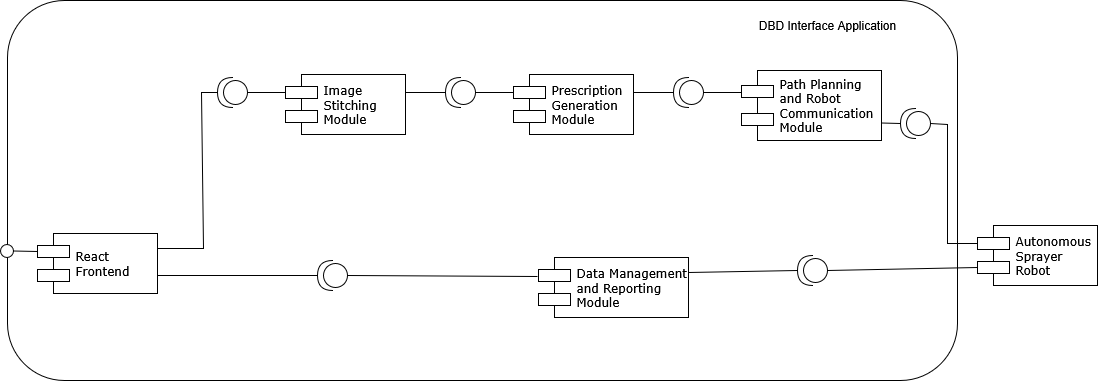 DBD Interface Application
Image
Stitching
Module
Prescription
Generation
Module
Path Planning
and Robot
Communication
Module
React
Frontend
Data Management
and Reporting
Module
Autonomous
Sprayer
Robot